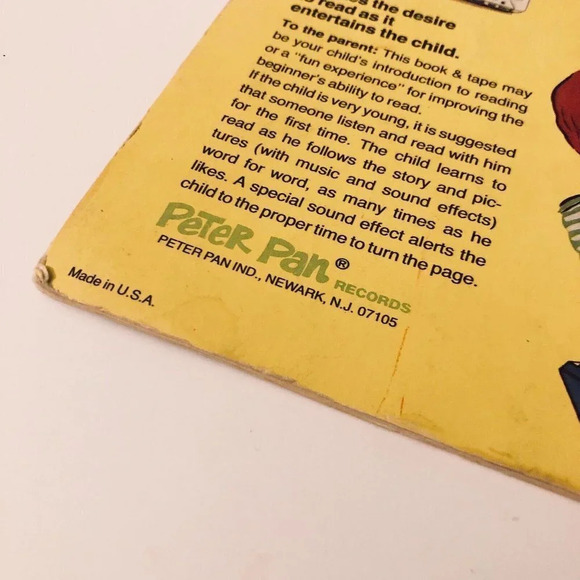 the desire
read as it
entertains the child.
To the parent: This book & tape may
be your child's introduction to reading
or a "fun experience" for improving the
beginner's ability to read.
If the child is very young, it is suggested
that someone listen and read with him
for the first time. The child learns to
read as he follows the story and pic-
tures (with music and sound effects)
word for word, as many times as he
likes. A special sound effect alerts the
child to the proper time to turn the page.
Peter Pan ® RECORDS
PETER PAN IND., NEWARK, N.J. 07105
Made in U.S.A.